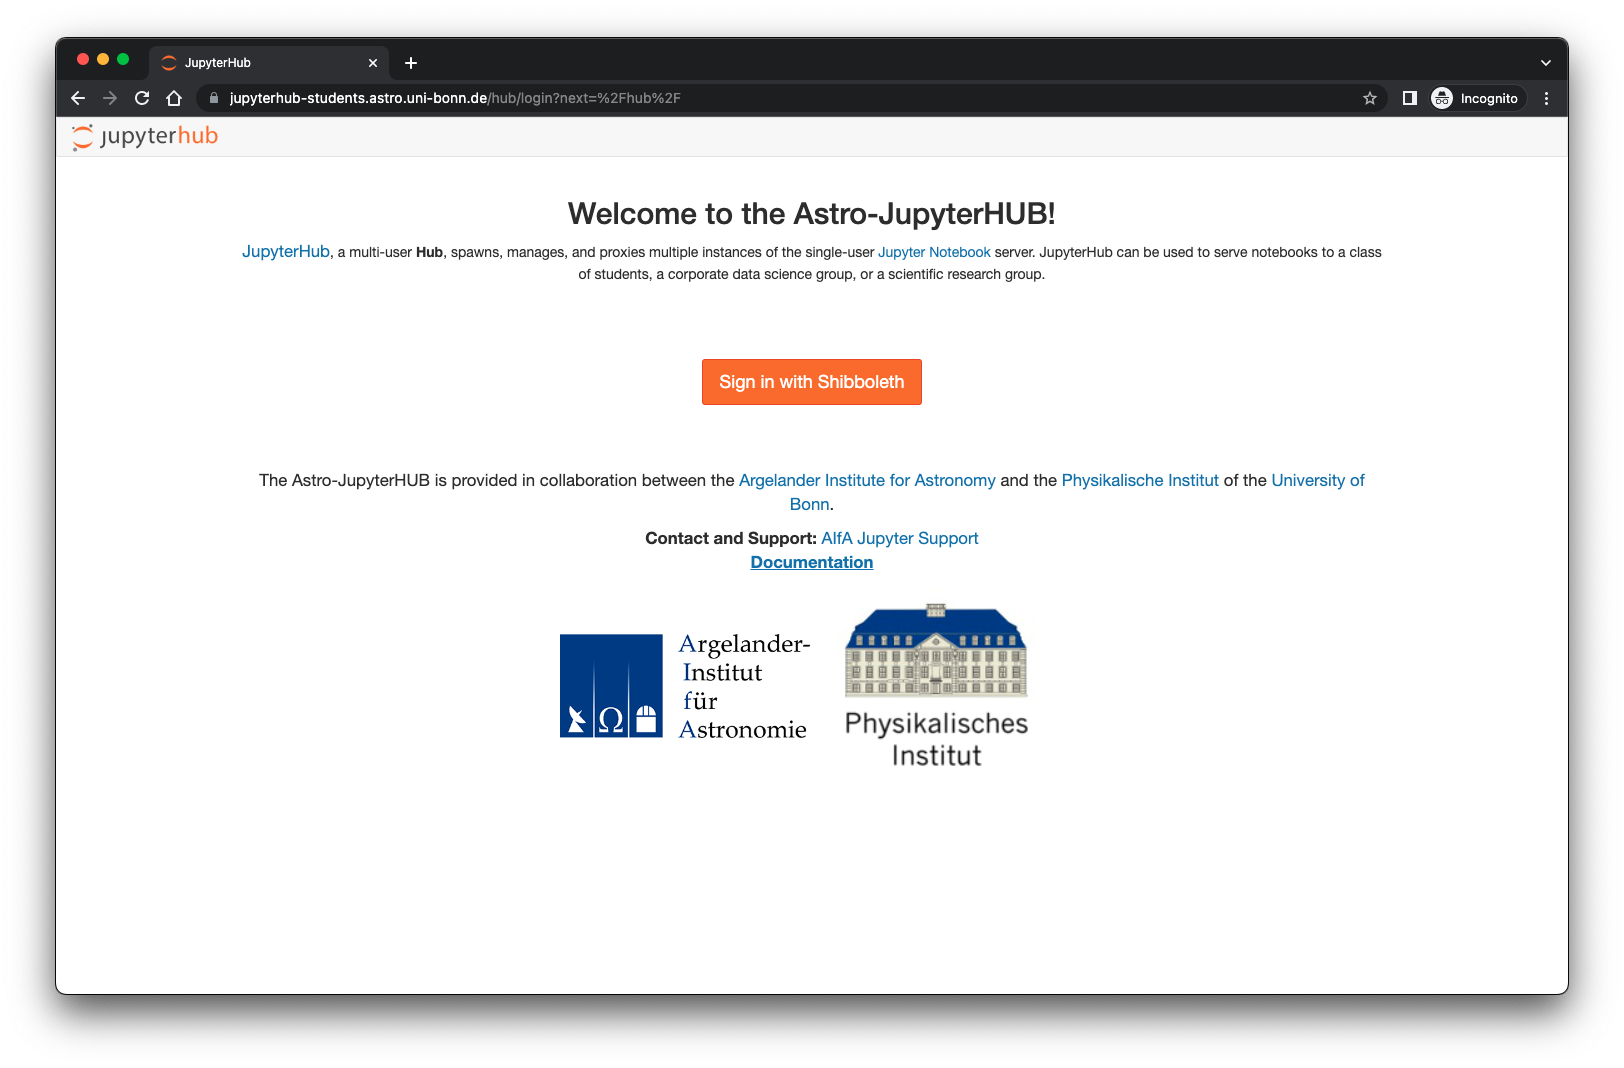 JupyterHub
jupyterhub-students.astro.uni-bonn.de/hub/login?next=%2Fhub%2F
Incognito
jupyterhub
Welcome to the Astro-JupyterHUB!
JupyterHub, a multi-user Hub, spawns, manages, and proxies multiple instances of the single-user Jupyter Notebook server. JupyterHub can be used to serve notebooks to a class
of students, a corporate data science group, or a scientific research group.
Sign in with Shibboleth
The Astro-JupyterHUB is provided in collaboration between the Argelander Institute for Astronomy and the Physikalische Institut of the University of
Bonn.
Contact and Support: AIfA Jupyter Support
Documentation
Ω
Argelander-
Institut
für
Astronomie
Physikalisches
Institut